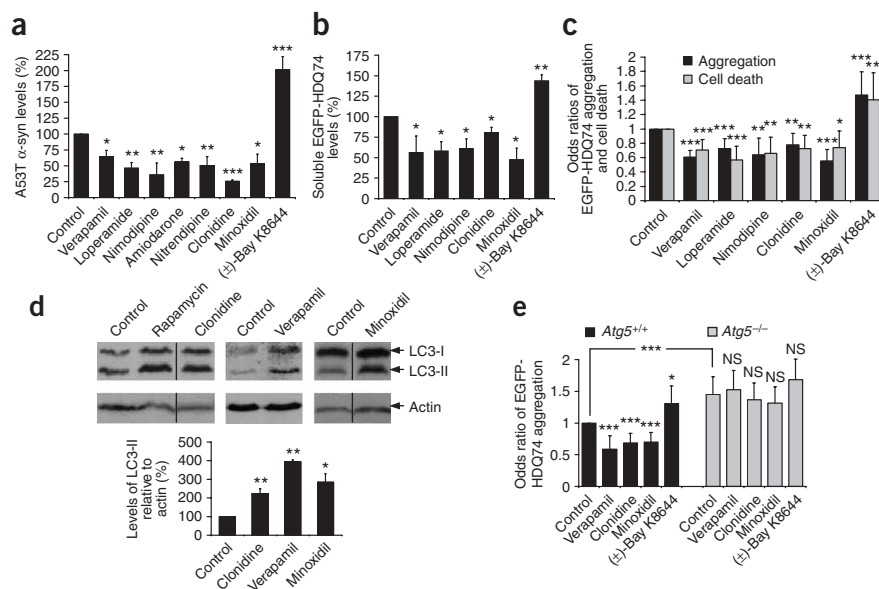 a
A53T α-syn levels (%)
225
200
175
150
125
100
75
50
25
0
* ** ** * ** *** * ***
Control
Verapamil
Loperamide
Nimodipine
Amiodarone
Nitrendipine
Clonidine
Minoxidil
(±)-Bay K8644
b
Soluble EGFP-HDQ74
levels (%)
175
150
125
100
75
50
25
0
* * * * * **
Control
Verapamil
Loperamide
Nimodipine
Clonidine
Minoxidil
(±)-Bay K8644
c
Odds ratios of
EGFP-HDQ74 aggregation
and cell death
2
1.8
1.6
1.4
1.2
1
0.8
0.6
0.4
0.2
0
Aggregation
Cell death
*** *** *** *** ** ** ** ** *** * *** **
Control
Verapamil
Loperamide
Nimodipine
Clonidine
Minoxidil
(±)-Bay K8644
d
Control
Rapamycin
Clonidine
Control
Verapamil
Control
Minoxidil
LC3-I
LC3-II
Actin
Levels of LC3-II
relative to
actin (%)
500
400
300
200
100
0
** ** *
Control
Clonidine
Verapamil
Minoxidil
e
Atg5+/+
Atg5–/–
Odds ratio of EGFP-
HDQ74 aggregation
2
1.5
1
0.5
0
***
*** *** *** * NS NS NS NS
Control
Verapamil
Clonidine
Minoxidil
(±)-Bay K8644
Control
Verapamil
Clonidine
Minoxidil
(±)-Bay K8644